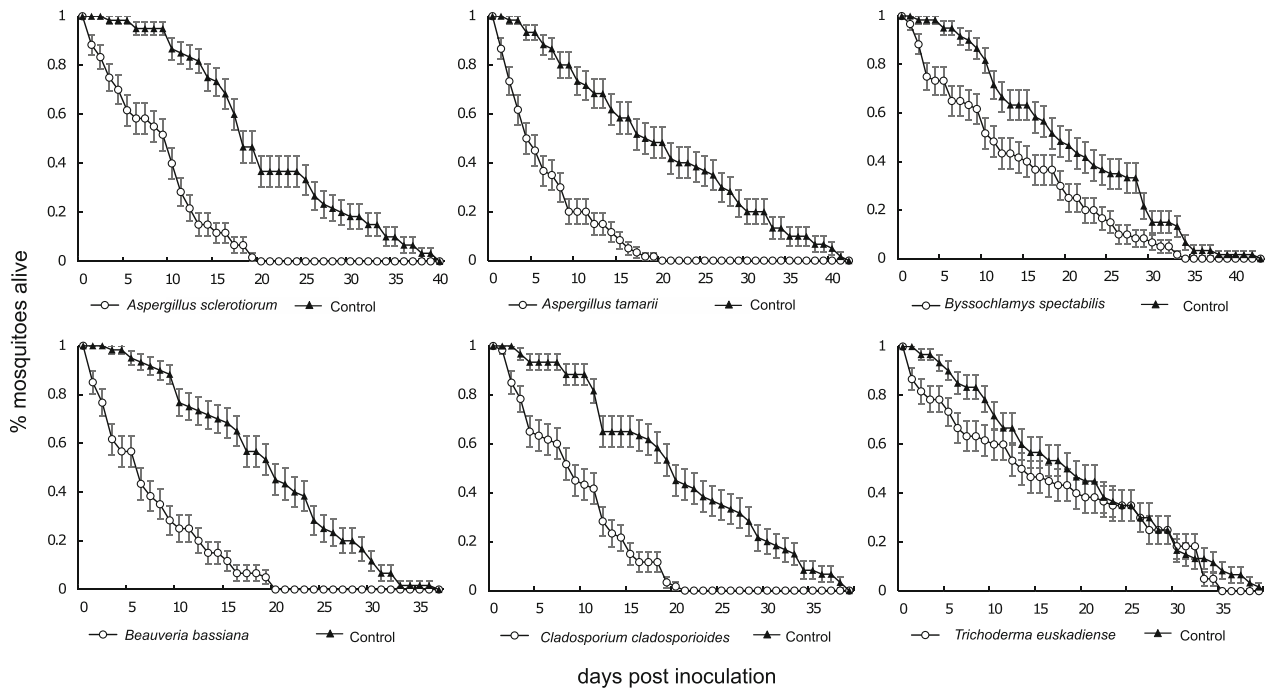 % mosquitoes alive
1
0.8
0.6
0.4
0.2
0
0 5 10 15 20 25 30 35 40
Aspergillus sclerotiorum Control
1
0.8
0.6
0.4
0.2
0
0 5 10 15 20 25 30 35 40
Aspergillus tamarii Control
1
0.8
0.6
0.4
0.2
0
0 5 10 15 20 25 30 35 40
Byssochlamys spectabilis Control
1
0.8
0.6
0.4
0.2
0
0 5 10 15 20 25 30 35
Beauveria bassiana Control
1
0.8
0.6
0.4
0.2
0
0 5 10 15 20 25 30 35
Cladosporium cladosporioides Control
1
0.8
0.6
0.4
0.2
0
0 5 10 15 20 25 30 35
Trichoderma euskadiense Control
days post inoculation